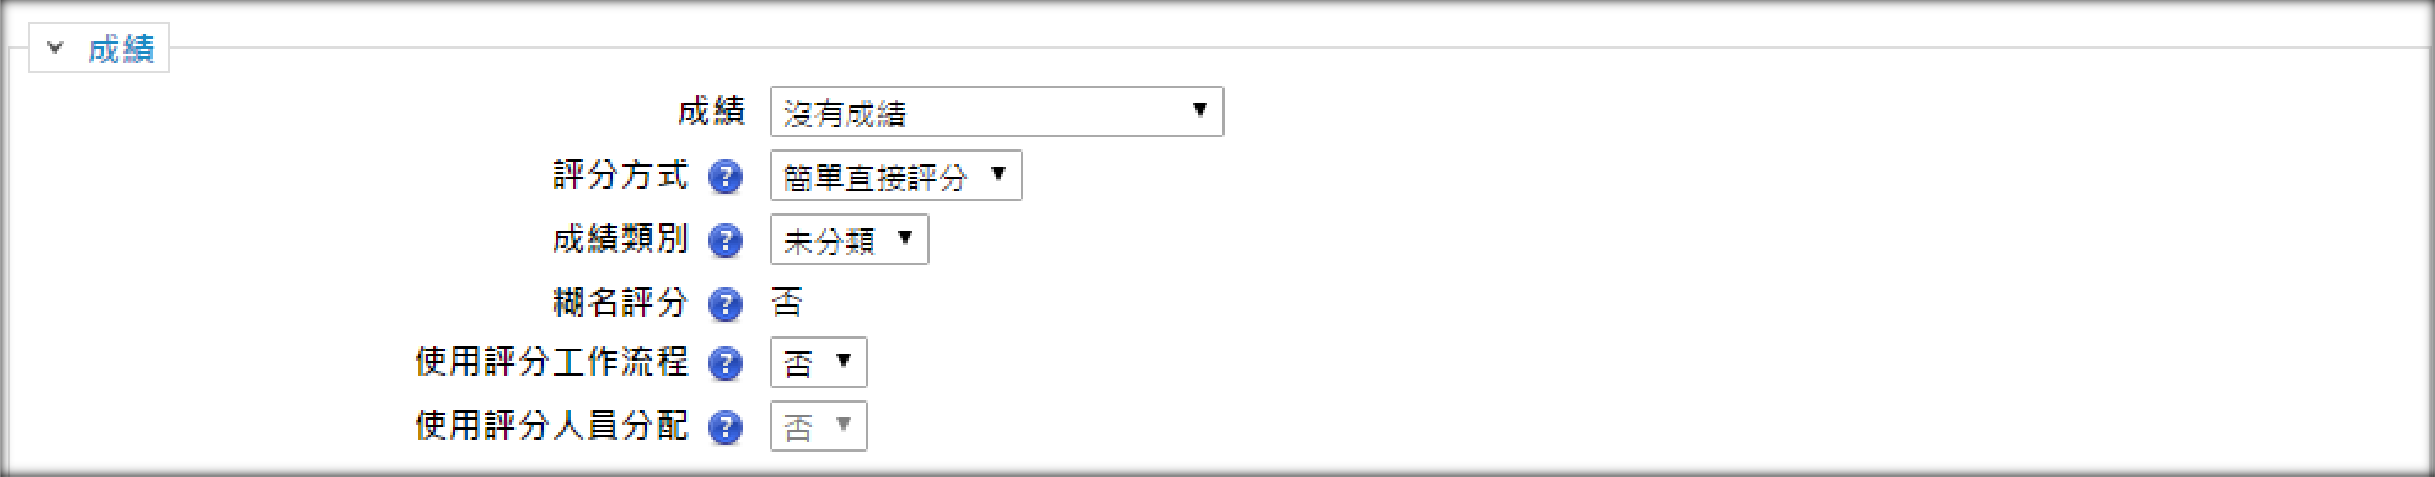 成績
成績 沒有成績
評分方式 簡單直接評分
成績類別 未分類
糊名評分 否
使用評分工作流程 否
使用評分人員分配 否